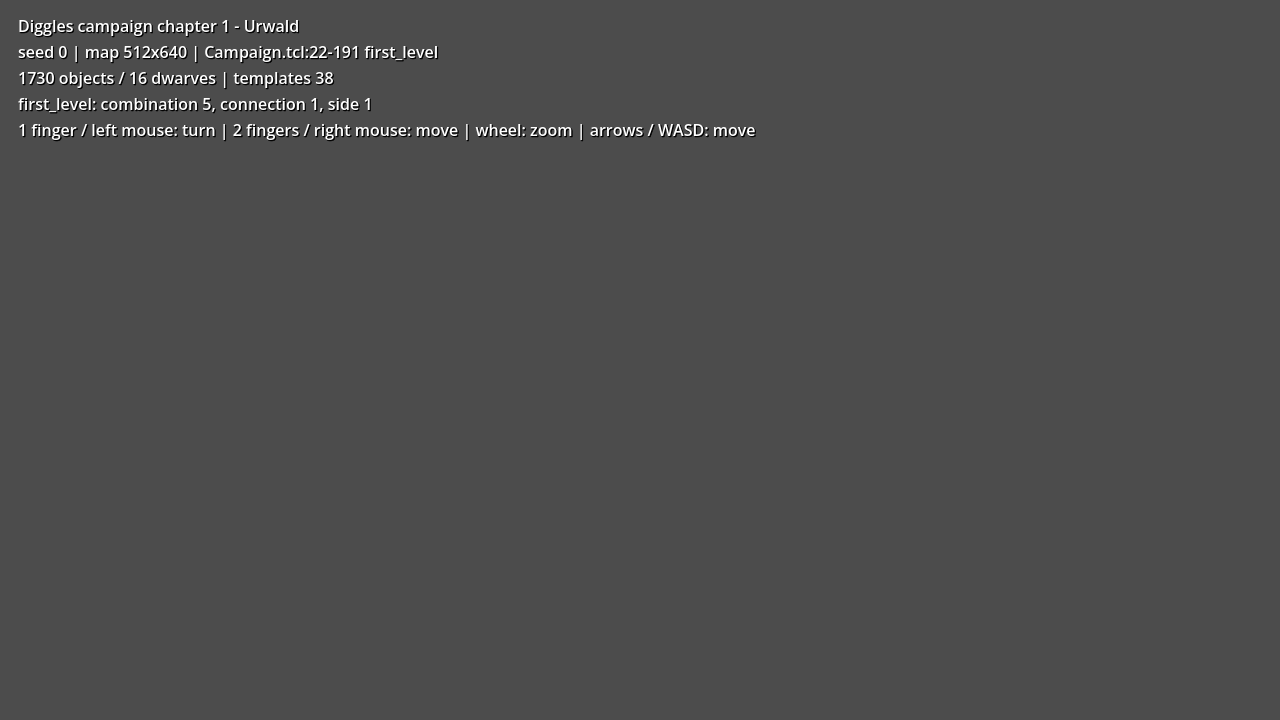 Diggles campaign chapter 1 - Urwald
seed 0 | map 512x640 | Campaign.tcl:22-191 first_level
1730 objects / 16 dwarves | templates 38
first_level: combination 5, connection 1, side 1
1 finger / left mouse: turn | 2 fingers / right mouse: move | wheel: zoom | arrows / WASD: move